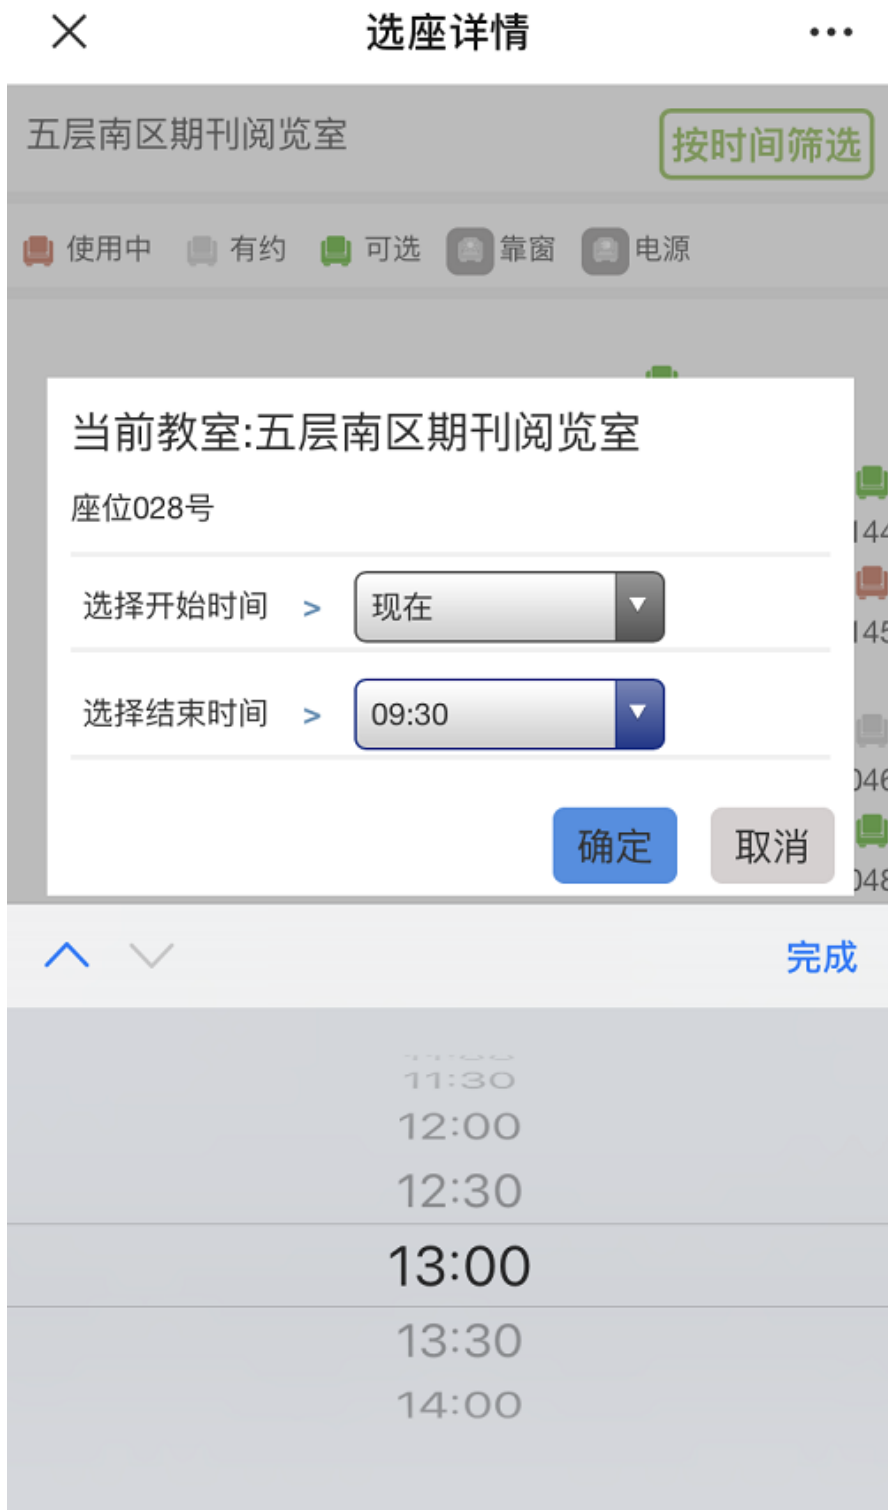 选座详情
五层南区期刊阅览室 按时间筛选
使用中 有约 可选 靠窗 电源
当前教室:五层南区期刊阅览室
座位028号
144
选择开始时间 > 现在
145
选择结束时间 > 09:30
046
确定 取消
048
完成
11:30
12:00
12:30
13:00
13:30
14:00